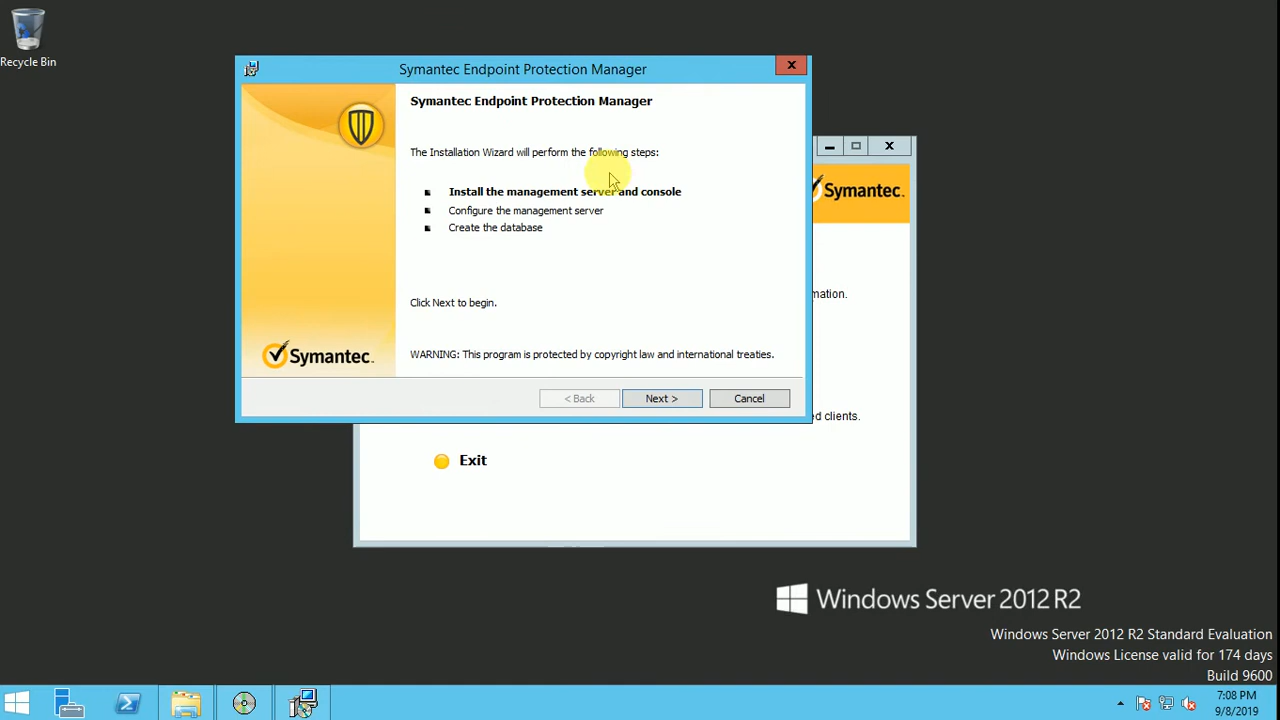 Recycle Bin
Symantec Endpoint Protection Manager
Symantec Endpoint Protection Manager
The Installation Wizard will perform the following steps:
Install the management server and console
Configure the management server
Create the database
Click Next to begin.
WARNING: This program is protected by copyright law and international treaties.
Symantec.
< Back
Next >
Cancel
Symantec
mation.
ed clients.
Exit
Windows Server 2012 R2
Windows Server 2012 R2 Standard Evaluation
Windows License valid for 174 days
Build 9600
7:08 PM
9/8/2019